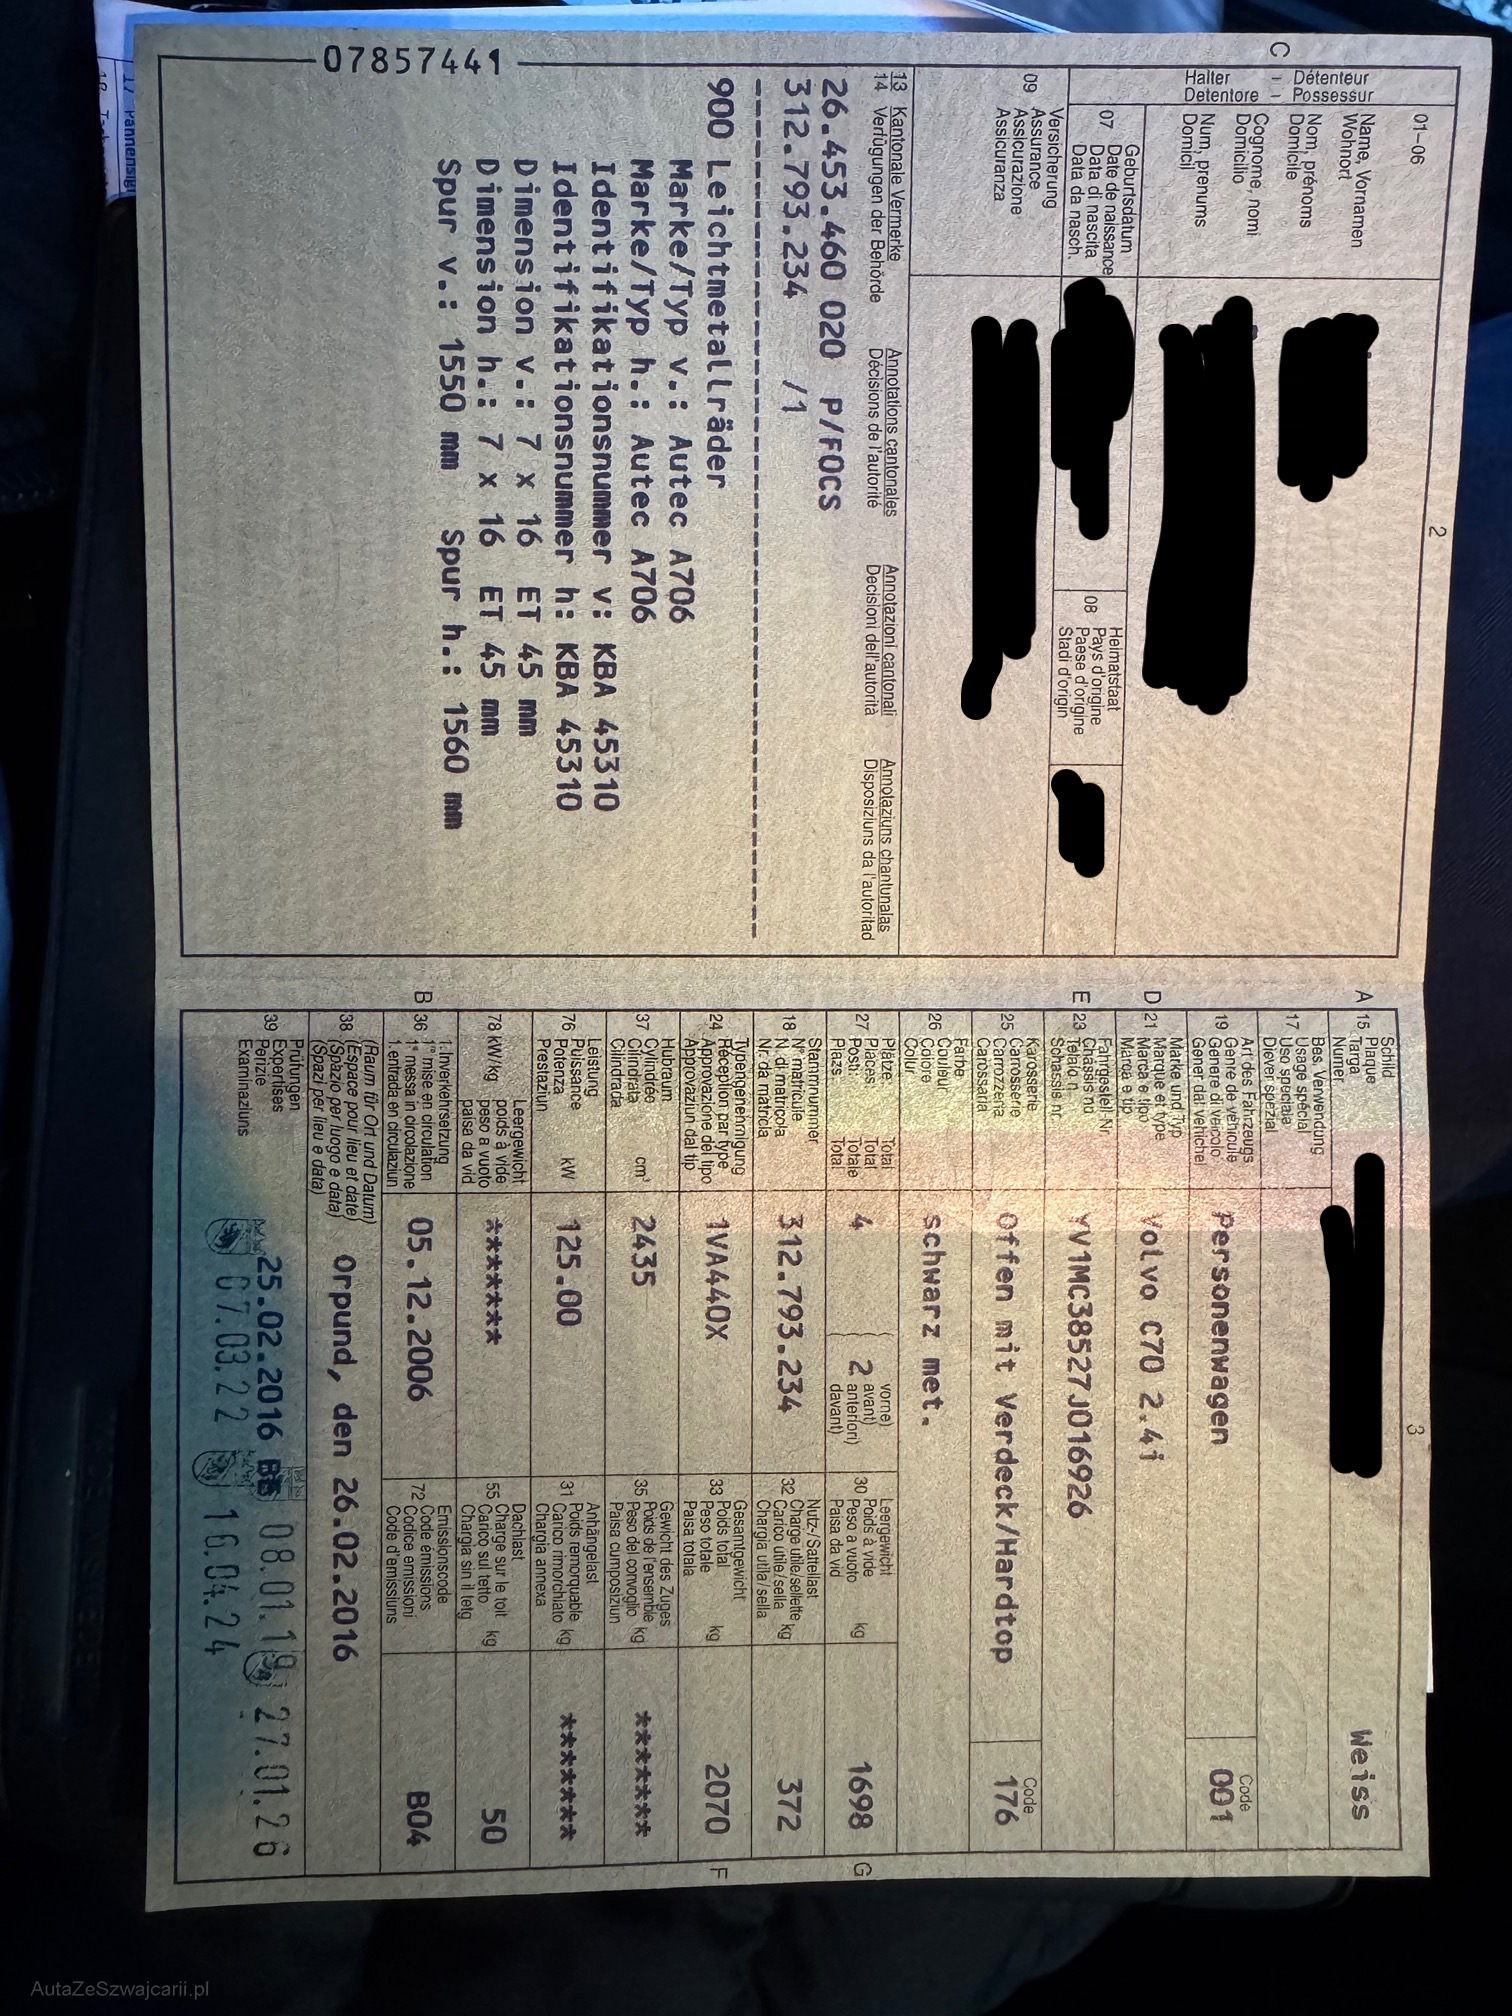 07857441
2
C
Halter - Détenteur
Detentore - Possessur
01-06
Name, Vornamen
Wohnort
Nom, prénoms
Domicile
Cognome, nomi
Domicilio
Num, prenums
Domicil
07
Geburtsdatum
Date de naissance
Data di nascita
Data da nasch.
08
Heimatstaat
Pays d'origine
Paese d'origine
Stadi d'origin
09
Versicherung
Assurance
Assicurazione
Assicuranza
13 Kantonale Vermerke Annotations cantonales Annotazioni cantonali Annotaziuns chantunalas
14 Verfügungen der Behörde Décisions de l'autorité Decisioni dell'autorità Disposiziuns da l'autoritad
26.453.460 020 P/FOCS
312.793.234 /1
------------------------------------------------
900 Leichtmetallräder
Marke/Typ v.: Autec A706
Marke/Typ h.: Autec A706
Identifikationsnummer v: KBA 45310
Identifikationsnummer h: KBA 45310
Dimension v.: 7 x 16 ET 45 mm
Dimension h.: 7 x 16 ET 45 mm
Spur v.: 1550 mm Spur h.: 1560 mm
3
A 15
Schild
Plaque
Targa
Numer
Weiss
17
Bes. Verwendung
Usage spécial
Uso speciale
Diever spezial
19
Art des Fahrzeugs
Genre de véhicule
Genere di veicolo
Gener dal vehichel
Personenwagen
Code
001
D 21
Marke und Typ
Marque et type
Marca e tipo
Marca e tip
Volvo C70 2.4i
E 23
Fahrgestell-Nr
Châssis no
Telaio n.
Schassis nr.
YV1MC38527J016926
25
Karosserie
Carosserie
Carrozzeria
Carossaria
Offen mit Verdeck/Hardtop
Code
176
26
Farbe
Couleur
Colore
Colur
schwarz met.
27
Plätze: Total
Places: Total
Posti: Totale
Plazs: Total
4
2
vorne)
avant)
anteriori)
davant)
30
Leergewicht
Poids à vide
Peso a vuoto
Paisa da vid
kg
1698
G
18
Stammnummer
N° matricule
N. di matricola
Nr. da matricla
312.793.234
32
Nutz-/Sattellast
Charge utile/sellette
Carico utile/sella
Chargia utila/sella
kg
372
24
Typengenehmigung
Réception par type
Approvazione del tipo
Approvaziun dal tip
1VA440X
33
Gesamtgewicht
Poids total
Peso totale
Paisa totala
kg
2070
F
37
Hubraum
Cylindrée
Cilindrata
Cilindrada
cm³
2435
35
Gewicht des Zuges
Poids de l'ensemble
Peso del convoglio
Paisa cumposiziun
kg
*******
76
Leistung
Puissance
Potenza
Prestaziun
kW
125.00
31
Anhängelast
Poids remorquable
Carico rimorchiato
Chargia annexa
kg
*******
78 kW/kg
Leergewicht
poids à vide
peso a vuoto
paisa da vid
*******
55
Dachlast
Charge sur le toit
Carico sul tetto
Chargia sin il tetg
kg
50
B 36
1. Inverkehrsetzung
1re mise en circulation
1a messa in circolazione
1. entrada en circulaziun
05.12.2006
72
Emissionscode
Code émissions
Codice emissioni
Code d'emissiuns
B04
38
(Raum für Ort und Datum)
(Espace pour lieu et date)
(Spazio per luogo e data)
(Spazi per lieu e data)
Orpund, den 26.02.2016
39
Prüfungen
Expertises
Perizie
Examinaziuns
25.02.2016 BE 08.01.19 27.01.26
07.03.22 16.04.24
AutaZeSzwajcarii.pl